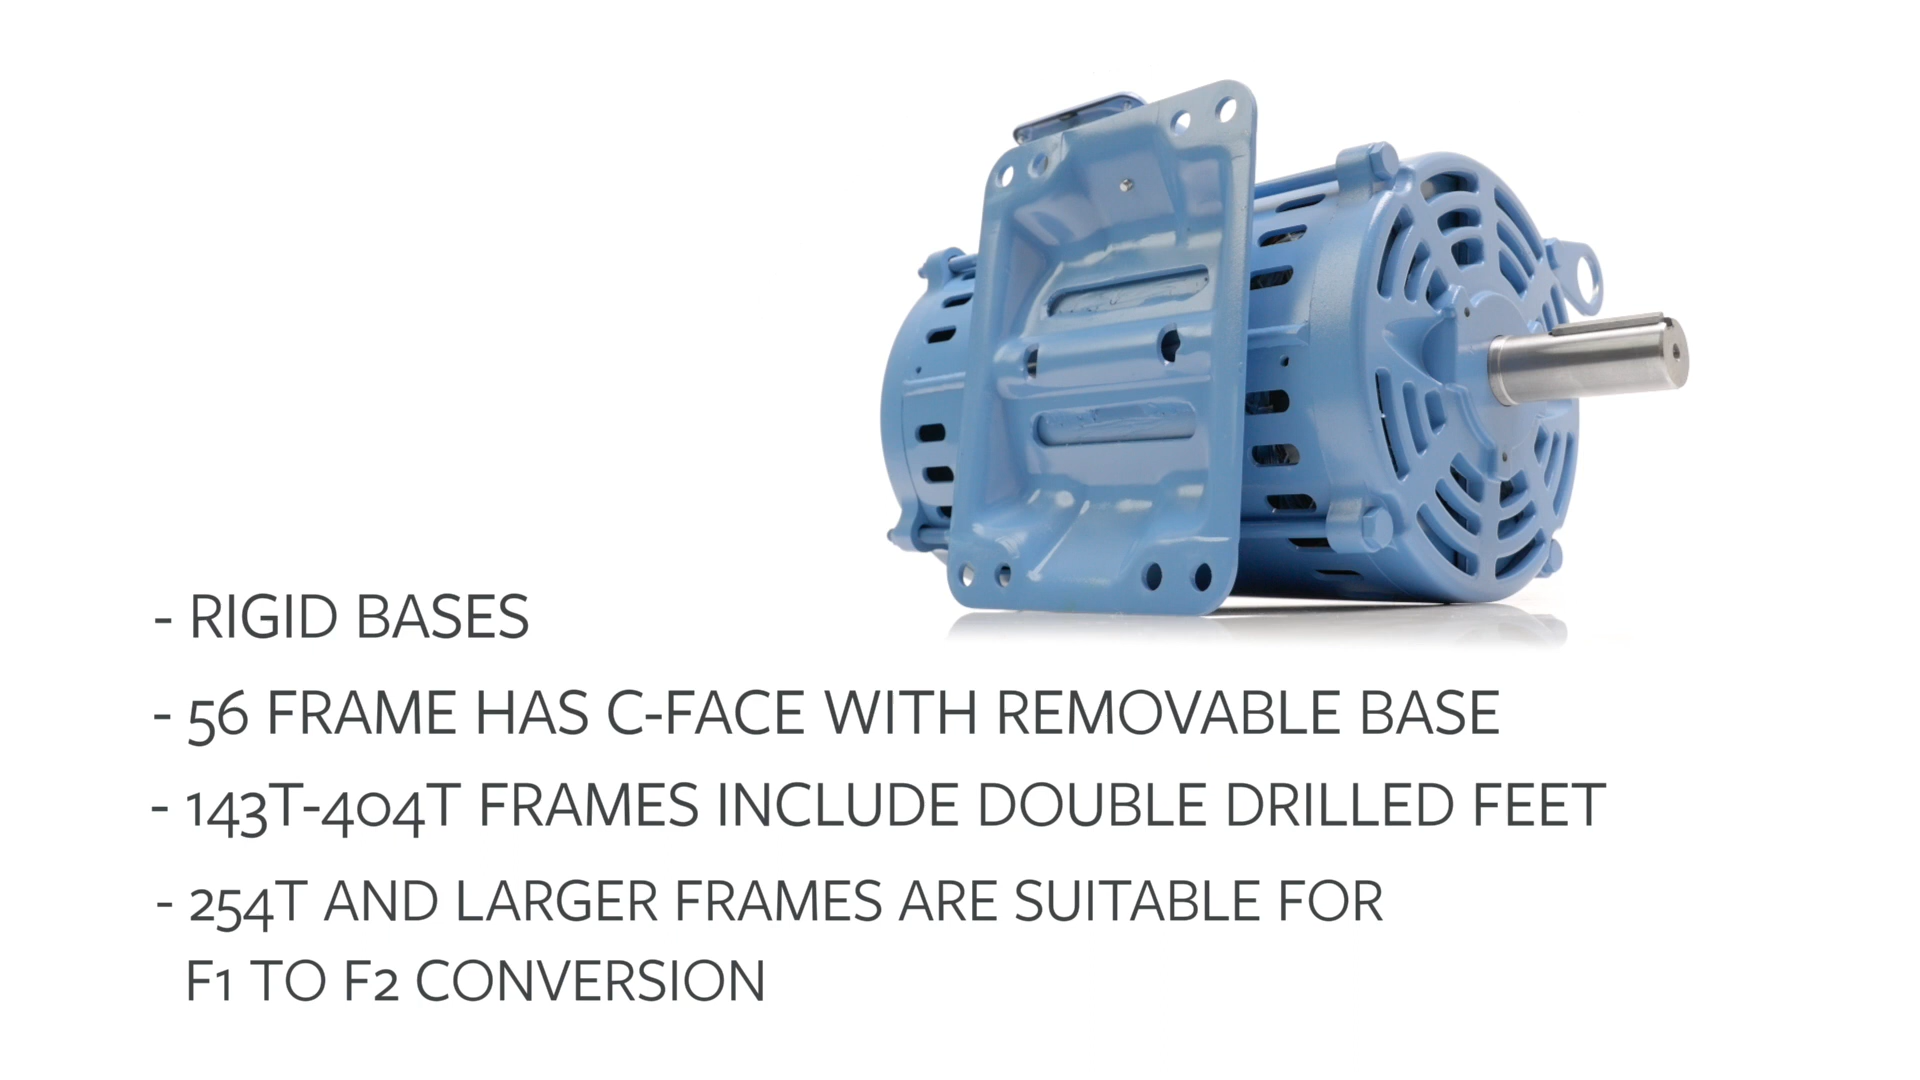 - RIGID BASES
- 56 FRAME HAS C-FACE WITH REMOVABLE BASE
- 143T-404T FRAMES INCLUDE DOUBLE DRILLED FEET
- 254T AND LARGER FRAMES ARE SUITABLE FOR
F1 TO F2 CONVERSION